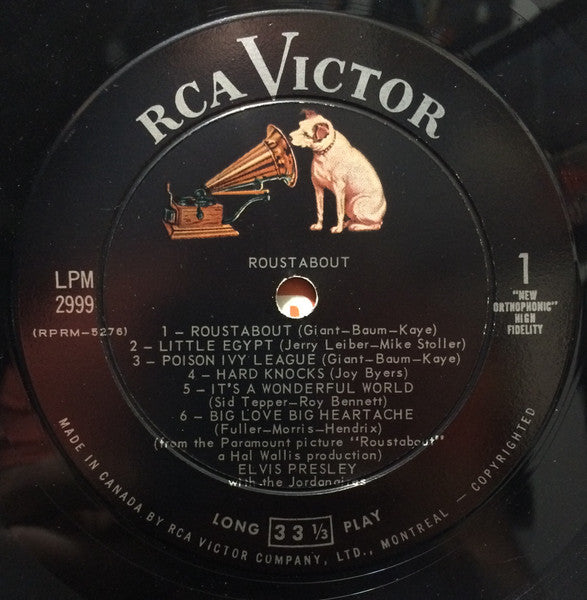 RCA VICTOR
ROUSTABOUT
LPM
2999
(RPRM-5276)
1
"NEW
ORTHOPHONIC"
HIGH
FIDELITY
1 – ROUSTABOUT (Giant–Baum–Kaye)
2 – LITTLE EGYPT (Jerry Leiber–Mike Stoller)
3 – POISON IVY LEAGUE (Giant–Baum–Kaye)
4 – HARD KNOCKS (Joy Byers)
5 – IT'S A WONDERFUL WORLD
(Sid Tepper–Roy Bennett)
6 – BIG LOVE BIG HEARTACHE
(Fuller–Morris–Hendrix)
(from the Paramount picture "Roustabout"
a Hal Wallis production)
ELVIS PRESLEY
with the Jordanaires
LONG 33 1/3 PLAY
MADE IN CANADA BY RCA VICTOR COMPANY, LTD., MONTREAL – COPYRIGHTED